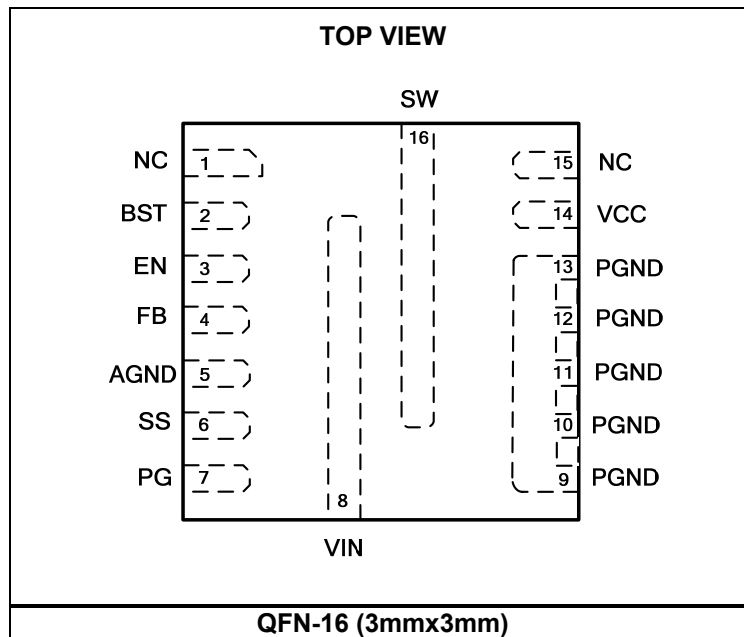 TOP VIEW
SW
16
NC 1
15 NC
BST 2
14 VCC
EN 3
13 PGND
FB 4
12 PGND
AGND 5
11 PGND
SS 6
10 PGND
PG 7
9 PGND
8
VIN
QFN-16 (3mmx3mm)